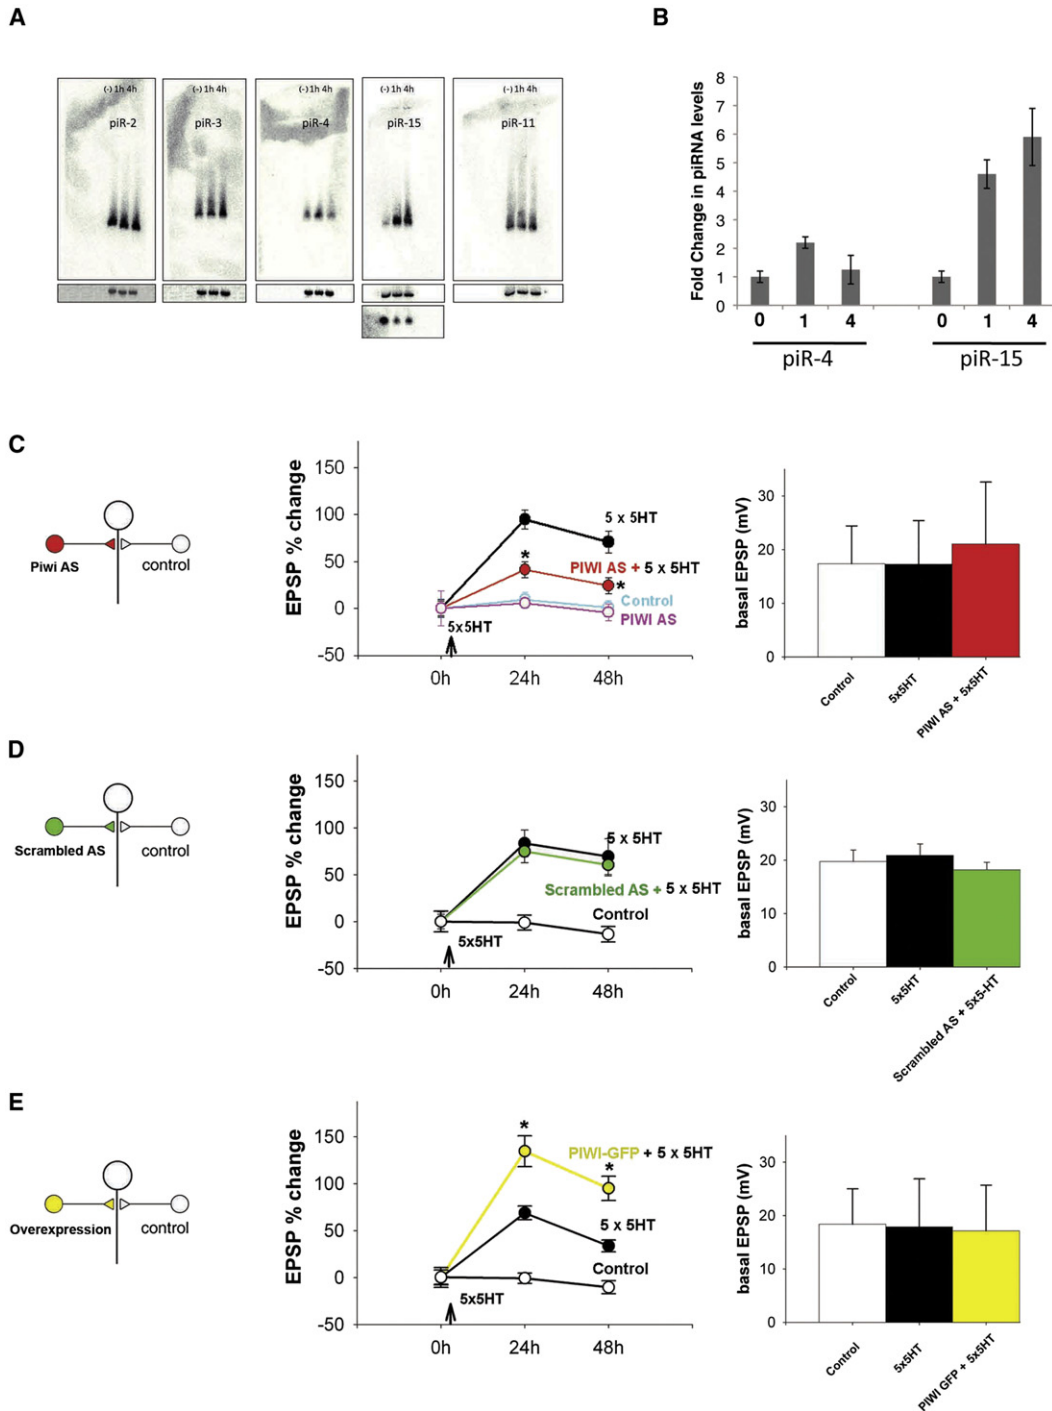 A
(-) 1h 4h
piR-2
(-) 1h 4h
piR-3
(-) 1h 4h
piR-4
(-) 1h 4h
piR-15
(-) 1h 4h
piR-11
B
Fold Change in piRNA levels
8
7
6
5
4
3
2
1
0
0 1 4
piR-4
0 1 4
piR-15
C
Piwi AS
control
EPSP % change
150
100
50
0
-50
5 x 5HT
PIWI AS + 5 x 5HT
*
*
Control
PIWI AS
5x5HT
0h 24h 48h
basal EPSP (mV)
30
20
10
0
Control
5x5HT
PIWI AS + 5x5HT
D
Scrambled AS
control
EPSP % change
150
100
50
0
-50
5 x 5HT
Scrambled AS + 5 x 5HT
Control
5x5HT
0h 24h 48h
basal EPSP (mV)
30
20
10
0
Control
5x5HT
Scrambled AS + 5x5-HT
E
Overexpression
control
EPSP % change
150
100
50
0
-50
*
PIWI-GFP + 5 x 5HT
*
5 x 5HT
Control
5x5HT
0h 24h 48h
basal EPSP (mV)
30
20
10
0
Control
5x5HT
PIWI GFP + 5x5HT